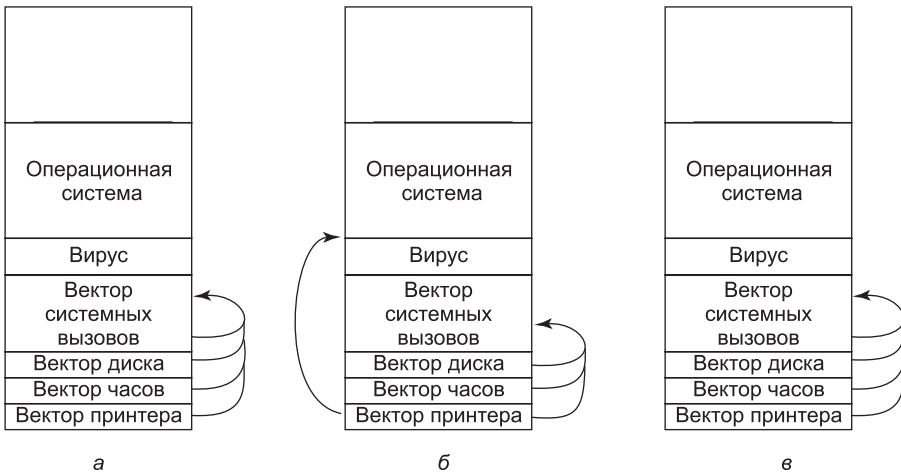 Операционная
система
Вирус
Вектор
системных
вызовов
Вектор диска
Вектор часов
Вектор принтера
а
Операционная
система
Вирус
Вектор
системных
вызовов
Вектор диска
Вектор часов
Вектор принтера
б
Операционная
система
Вирус
Вектор
системных
вызовов
Вектор диска
Вектор часов
Вектор принтера
в